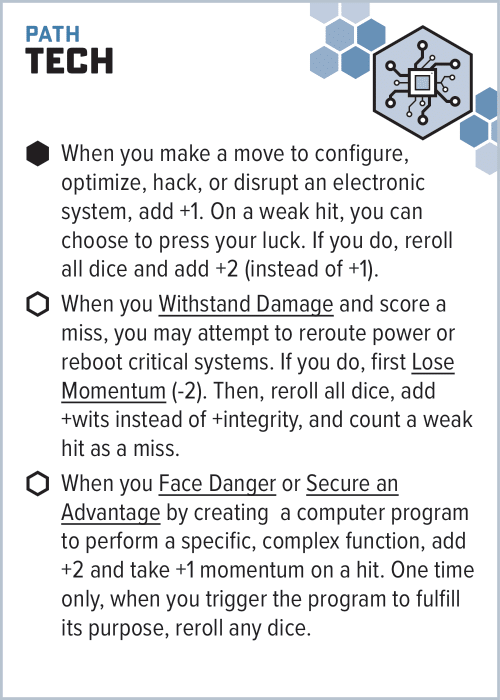 PATH
TECH
When you make a move to configure,
optimize, hack, or disrupt an electronic
system, add +1. On a weak hit, you can
choose to press your luck. If you do, reroll
all dice and add +2 (instead of +1).
When you Withstand Damage and score a
miss, you may attempt to reroute power or
reboot critical systems. If you do, first Lose
Momentum (-2). Then, reroll all dice, add
+wits instead of +integrity, and count a weak
hit as a miss.
When you Face Danger or Secure an
Advantage by creating  a computer program
to perform a specific, complex function, add
+2 and take +1 momentum on a hit. One time
only, when you trigger the program to fulfill
its purpose, reroll any dice.